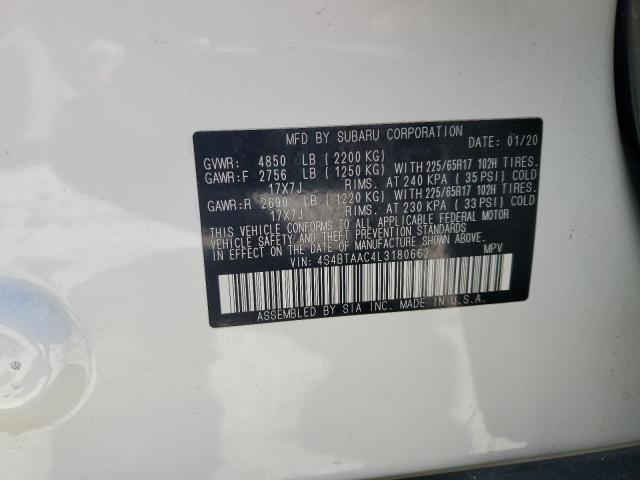 MFD BY SUBARU CORPORATION DATE: 01/20
GVWR: 4850 LB (2200 KG)
GAWR:F 2756 LB (1250 KG) WITH 225/65R17 102H TIRES.
17X7J RIMS. AT 240 KPA (35 PSI) COLD
GAWR:R 2690 LB (1220 KG) WITH 225/65R17 102H TIRES.
17X7J RIMS. AT 230 KPA (33 PSI) COLD
THIS VEHICLE CONFORMS TO ALL APPLICABLE FEDERAL MOTOR
VEHICLE SAFETY AND THEFT PREVENTION STANDARDS
IN EFFECT ON THE DATE OF MANUFACTURE SHOWN ABOVE.
VIN: 4S4BTAAC4L3180662 MPV
ASSEMBLED BY SIA INC. MADE IN U.S.A.